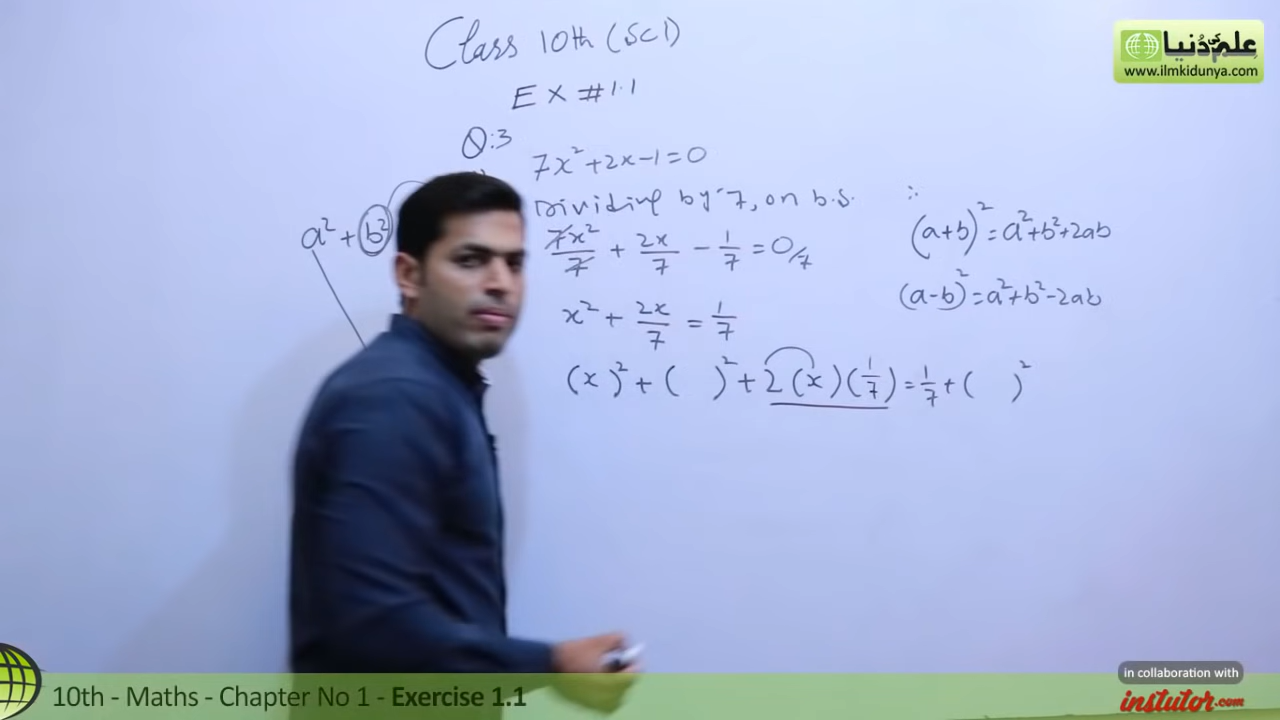 Class 10th (SCI)
EX #1.1
Q:3
7x²+2x-1=0
Dividing by 7, on b.s.
7x²/7 + 2x/7 - 1/7 = 0/7
x² + 2x/7 = 1/7
(x)² + ( )² + 2(x)(1/7) = 1/7 + ( )²
a² + b²
∴
(a+b)² = a²+b²+2ab
(a-b)² = a²+b²-2ab
علم کی دنیا
www.ilmkidunya.com
10th - Maths - Chapter No 1 - Exercise 1.1
in collaboration with
instutor.com